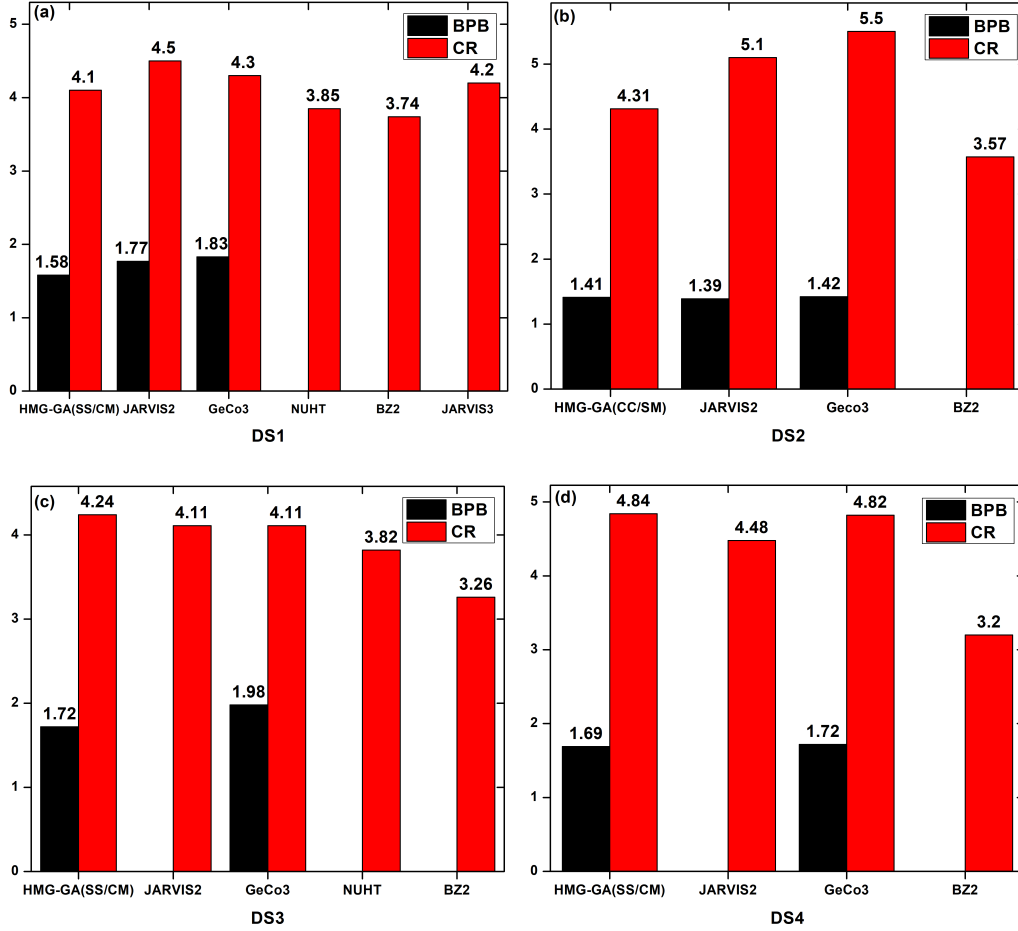 (a)
BPB
CR
5
4
3
2
1
0
1.58
4.1
1.77
4.5
1.83
4.3
3.85
3.74
4.2
HMG-GA(SS/CM)
JARVIS2
GeCo3
NUHT
BZ2
JARVIS3
DS1
(b)
BPB
CR
5
4
3
2
1
0
1.41
4.31
1.39
5.1
1.42
5.5
3.57
HMG-GA(CC/SM)
JARVIS2
Geco3
BZ2
DS2
(c)
BPB
CR
4
3
2
1
0
1.72
4.24
4.11
1.98
4.11
3.82
3.26
HMG-GA(SS/CM)
JARVIS2
GeCo3
NUHT
BZ2
DS3
(d)
BPB
CR
5
4
3
2
1
0
1.69
4.84
4.48
1.72
4.82
3.2
HMG-GA(SS/CM)
JARVIS2
GeCo3
BZ2
DS4